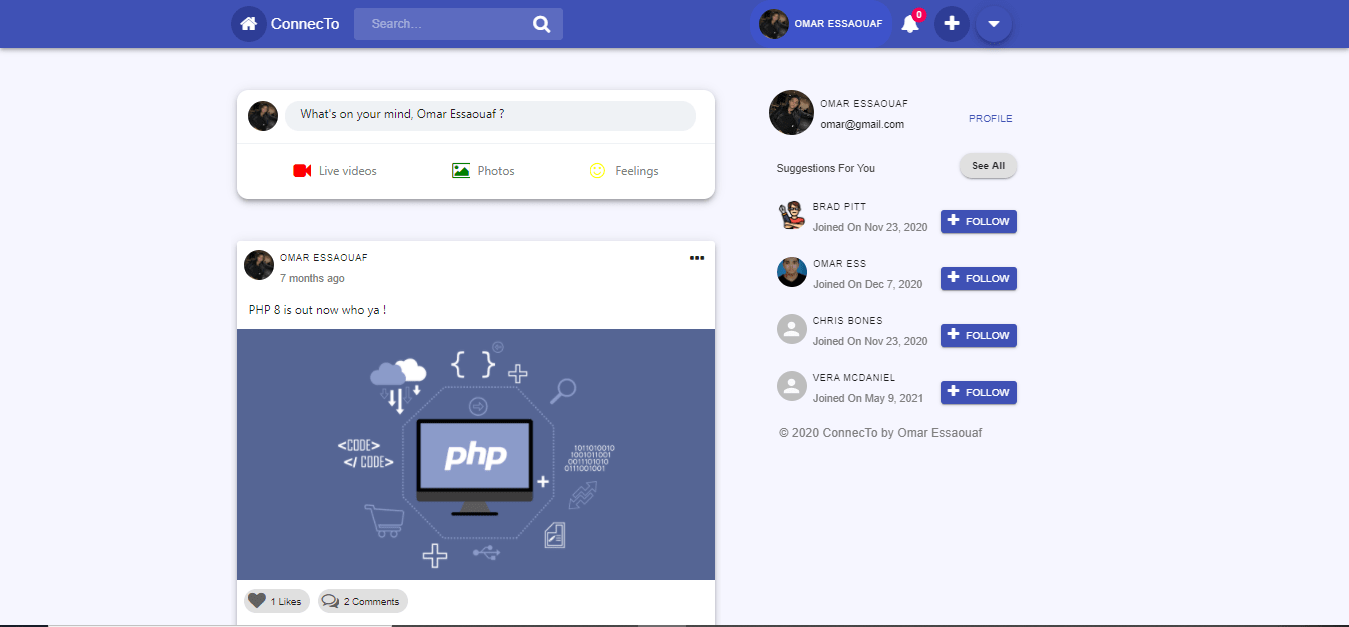 ConnecTo
Search...
OMAR ESSAOUAF
0
What's on your mind, Omar Essaouaf ?
Live videos
Photos
Feelings
OMAR ESSAOUAF
7 months ago
PHP 8 is out now who ya !
{ }
<CODE>
</ CODE>
php
1011010010
1001011001
0011101010
0111001001
1 Likes
2 Comments
OMAR ESSAOUAF
omar@gmail.com
PROFILE
Suggestions For You
See All
BRAD PITT
Joined On Nov 23, 2020
FOLLOW
OMAR ESS
Joined On Dec 7, 2020
FOLLOW
CHRIS BONES
Joined On Nov 23, 2020
FOLLOW
VERA MCDANIEL
Joined On May 9, 2021
FOLLOW
© 2020 ConnecTo by Omar Essaouaf